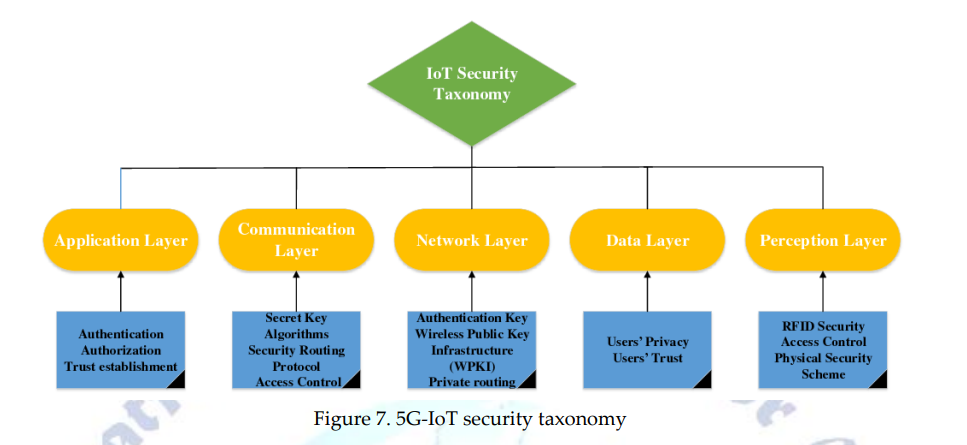 IoT Security
Taxonomy
Application Layer
Communication
Layer
Network Layer
Data Layer
Perception Layer
Authentication
Authorization
Trust establishment
Secret Key
Algorithms
Security Routing
Protocol
Access Control
Authentication Key
Wireless Public Key
Infrastructure
(WPKI)
Private routing
Users' Privacy
Users' Trust
RFID Security
Access Control
Physical Security
Scheme
Figure 7. 5G-IoT security taxonomy